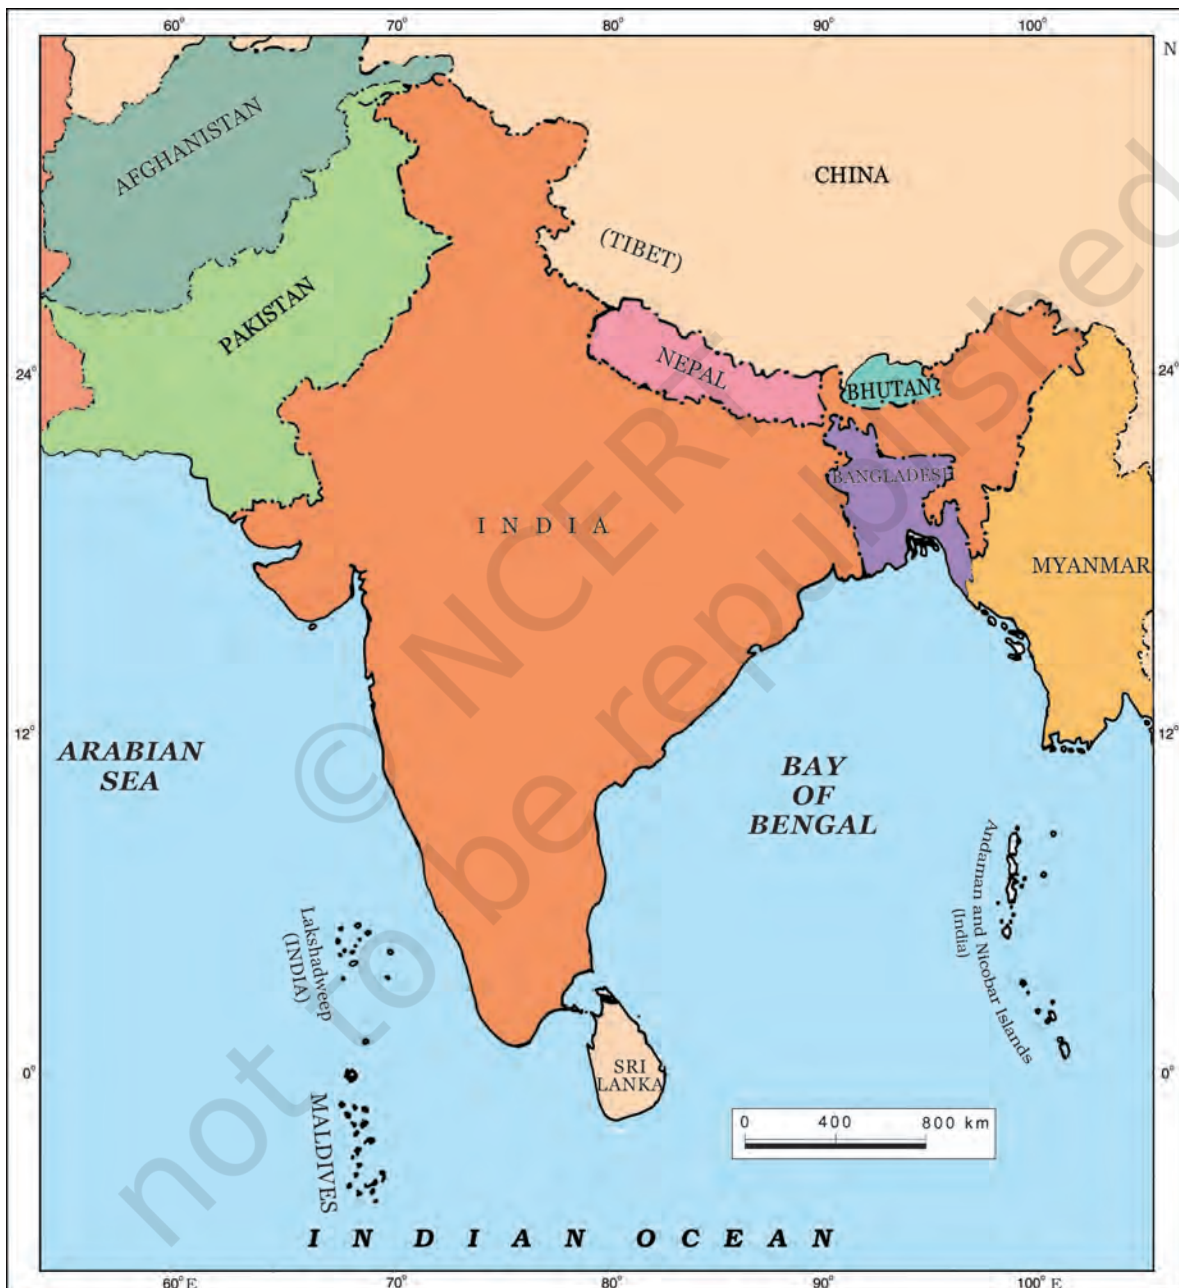 60°
70°
80°
90°
100°
N
AFGHANISTAN
CHINA
(TIBET)
PAKISTAN
24°
24°
NEPAL
BHUTAN
BANGLADESH
I N D I A
MYANMAR
12°
12°
ARABIAN
SEA
BAY
OF
BENGAL
Andaman and Nicobar Islands
(India)
Lakshadweep
(INDIA)
0°
0°
SRI
LANKA
MALDIVES
0 400 800 km
I N D I A N O C E A N
60° E
70°
80°
90°
100° E
© NCERT
not to be republished